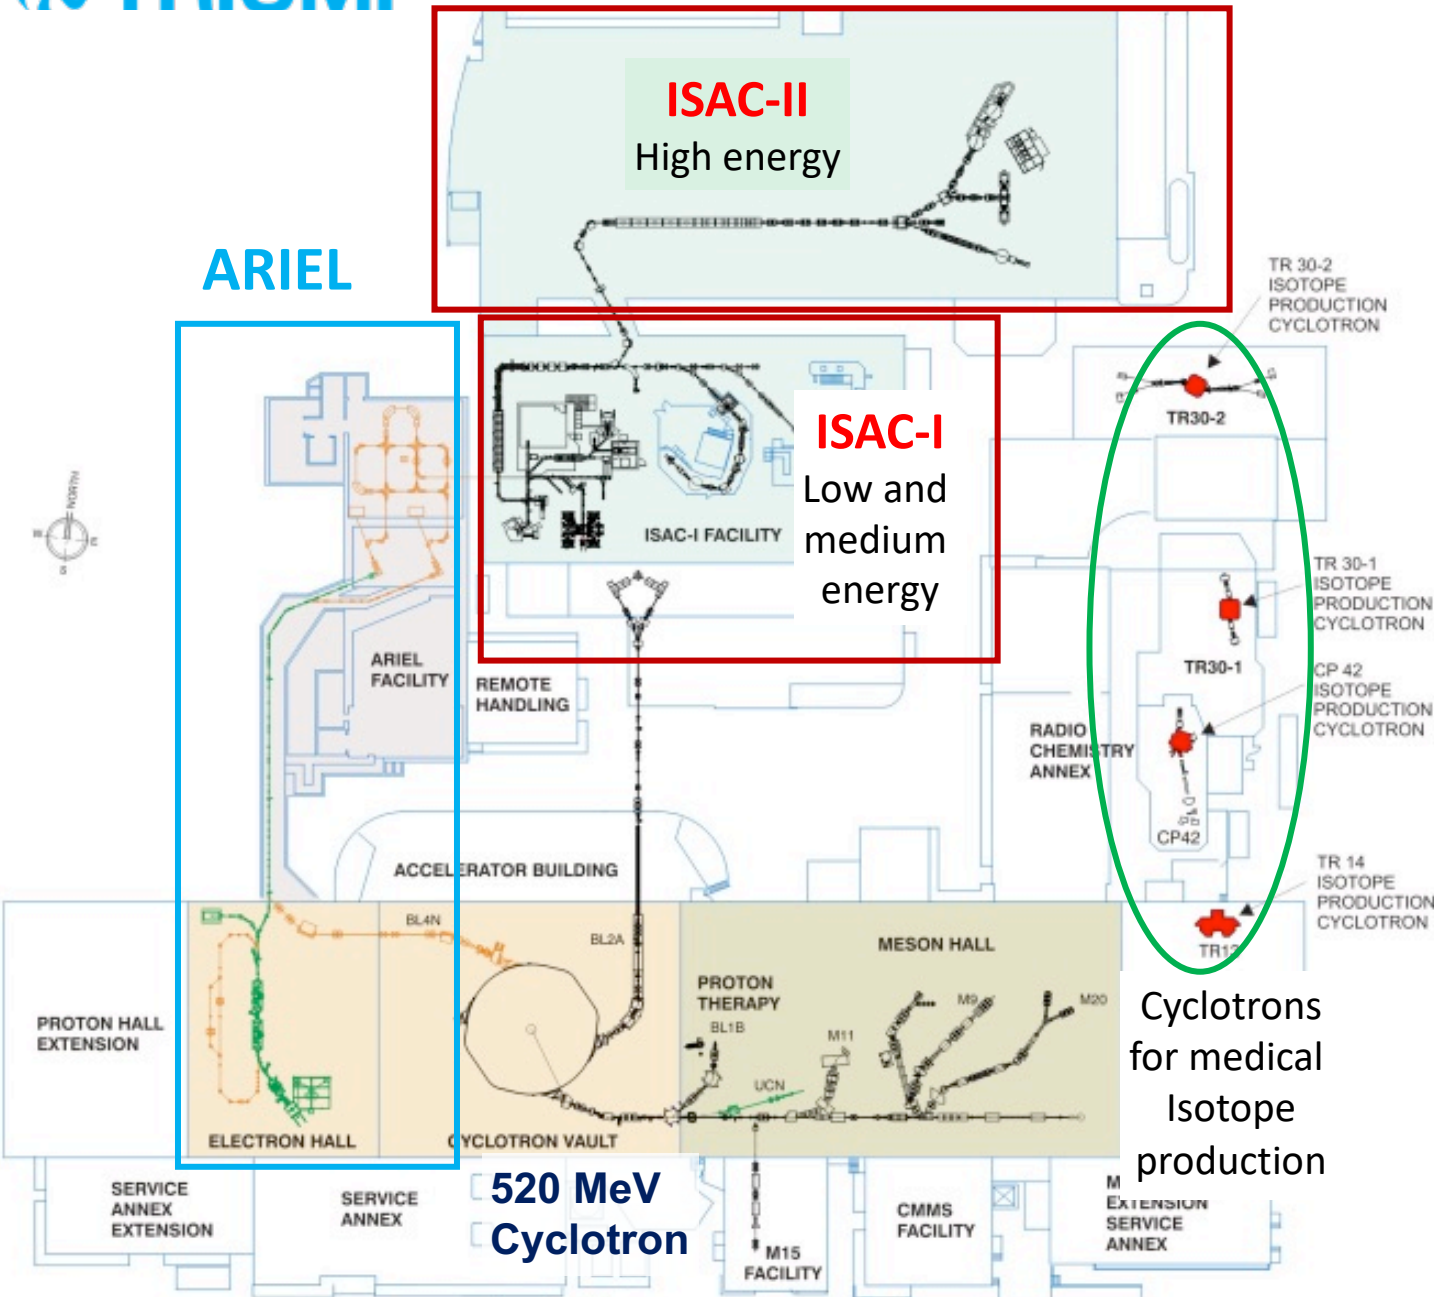 TRIUMF
ISAC-II
High energy
ARIEL
TR 30-2
ISOTOPE
PRODUCTION
CYCLOTRON
TR30-2
ISAC-I
Low and
medium
energy
ISAC-I FACILITY
NORTH
E
S
TR 30-1
ISOTOPE
PRODUCTION
CYCLOTRON
TR30-1
ARIEL
FACILITY
REMOTE
HANDLING
CP 42
ISOTOPE
PRODUCTION
CYCLOTRON
RADIO
CHEMISTRY
ANNEX
CP42
ACCELERATOR BUILDING
TR 14
ISOTOPE
PRODUCTION
CYCLOTRON
TR13
BL4N
BL2A
MESON HALL
PROTON
THERAPY
BL1B
M9
M20
M11
UCN
PROTON HALL
EXTENSION
ELECTRON HALL
CYCLOTRON VAULT
Cyclotrons
for medical
Isotope
production
520 MeV
Cyclotron
SERVICE
ANNEX
EXTENSION
SERVICE
ANNEX
M15
FACILITY
CMMS
FACILITY
EXTENSION
SERVICE
ANNEX